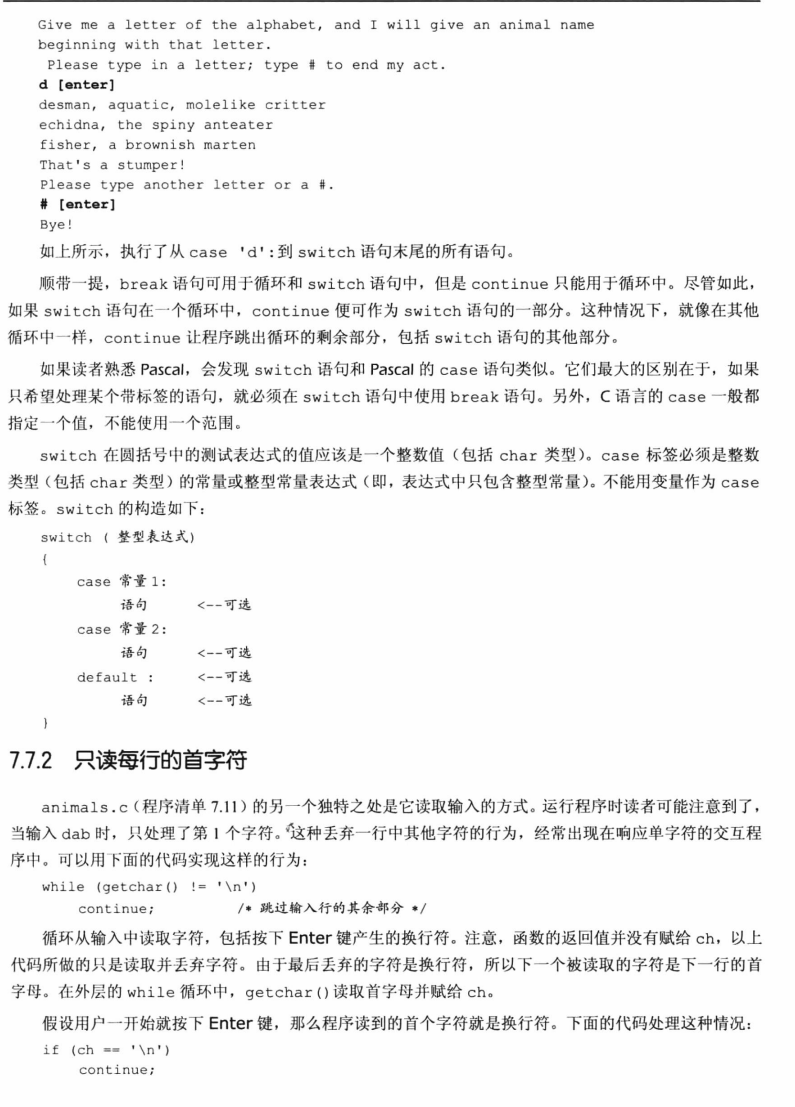 Give me a letter of the alphabet, and I will give an animal name
beginning with that letter.
Please type in a letter; type # to end my act.
d [enter]
desman, aquatic, molelike critter
echidna, the spiny anteater
fisher, a brownish marten
That's a stumper!
Please type another letter or a #.
# [enter]
Bye!
如上所示，执行了从 case 'd':到 switch 语句末尾的所有语句。
顺带一提，break 语句可用于循环和 switch 语句中，但是 continue 只能用于循环中。尽管如此，
如果 switch 语句在一个循环中，continue 便可作为 switch 语句的一部分。这种情况下，就像在其他
循环中一样，continue 让程序跳出循环的剩余部分，包括 switch 语句的其他部分。
如果读者熟悉 Pascal，会发现 switch 语句和 Pascal 的 case 语句类似。它们最大的区别在于，如果
只希望处理某个带标签的语句，就必须在 switch 语句中使用 break 语句。另外，C 语言的 case 一般都
指定一个值，不能使用一个范围。
switch 在圆括号中的测试表达式的值应该是一个整数值（包括 char 类型）。case 标签必须是整数
类型（包括 char 类型）的常量或整型常量表达式（即，表达式中只包含整型常量）。不能用变量作为 case
标签。switch 的构造如下：
switch ( 整型表达式)
{
case 常量 1:
语句 <--可选
case 常量 2:
语句 <--可选
default : <--可选
语句 <--可选
}
7.7.2 只读每行的首字符
animals.c（程序清单 7.11）的另一个独特之处是它读取输入的方式。运行程序时读者可能注意到了，
当输入 dab 时，只处理了第 1 个字符。这种丢弃一行中其他字符的行为，经常出现在响应单字符的交互程
序中。可以用下面的代码实现这样的行为：
while (getchar() != '\n')
continue; /* 跳过输入行的其余部分 */
循环从输入中读取字符，包括按下 Enter 键产生的换行符。注意，函数的返回值并没有赋给 ch，以上
代码所做的只是读取并丢弃字符。由于最后丢弃的字符是换行符，所以下一个被读取的字符是下一行的首
字母。在外层的 while 循环中，getchar()读取首字母并赋给 ch。
假设用户一开始就按下 Enter 键，那么程序读到的首个字符就是换行符。下面的代码处理这种情况：
if (ch == '\n')
continue;